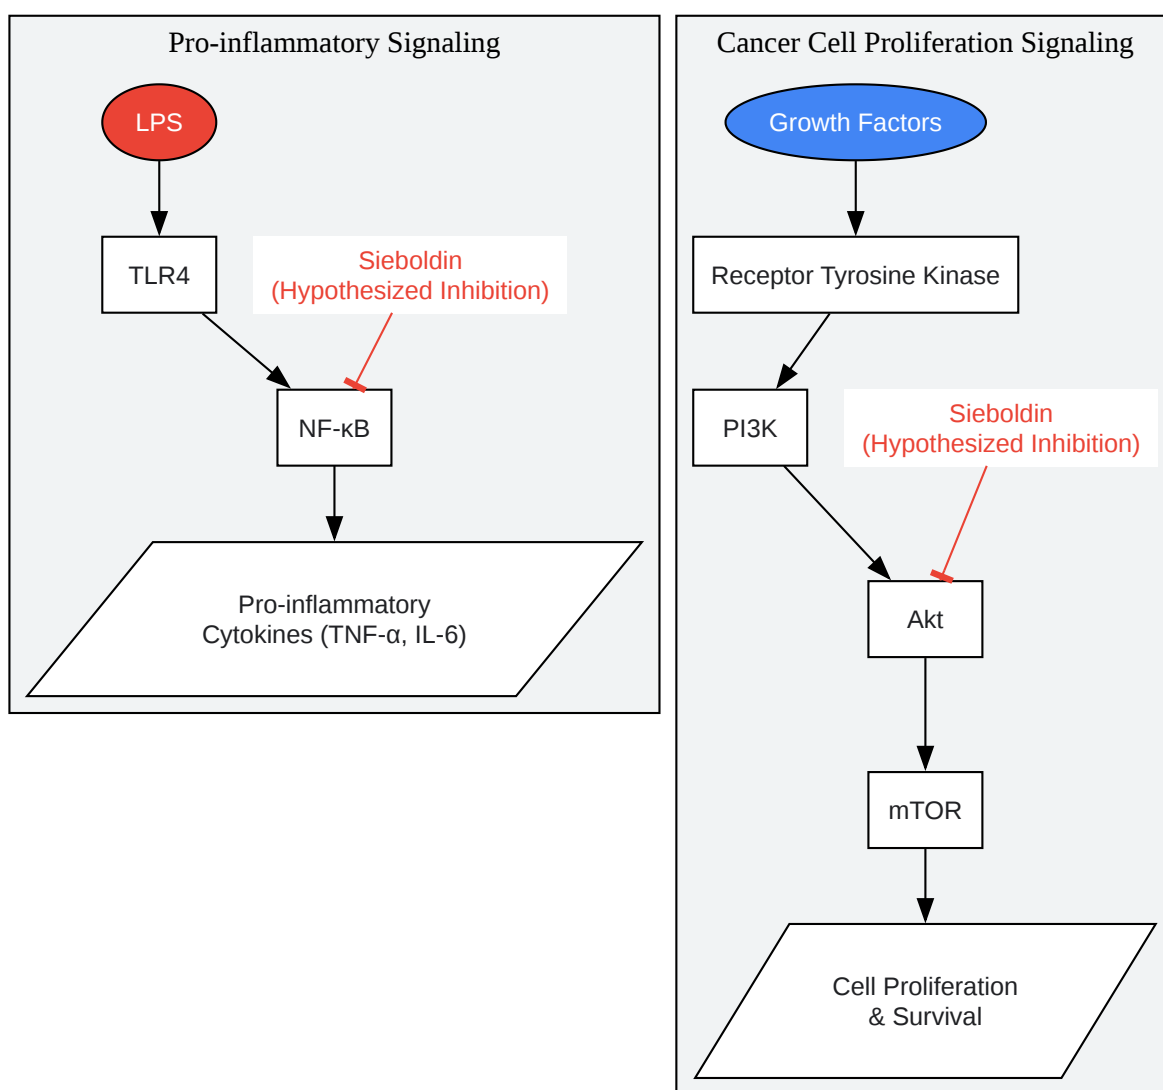 Pro-inflammatory Signaling
LPS
TLR4
Sieboldin
(Hypothesized Inhibition)
NF-κB
Pro-inflammatory
Cytokines (TNF-α, IL-6)
Cancer Cell Proliferation Signaling
Growth Factors
Receptor Tyrosine Kinase
PI3K
Sieboldin
(Hypothesized Inhibition)
Akt
mTOR
Cell Proliferation
& Survival